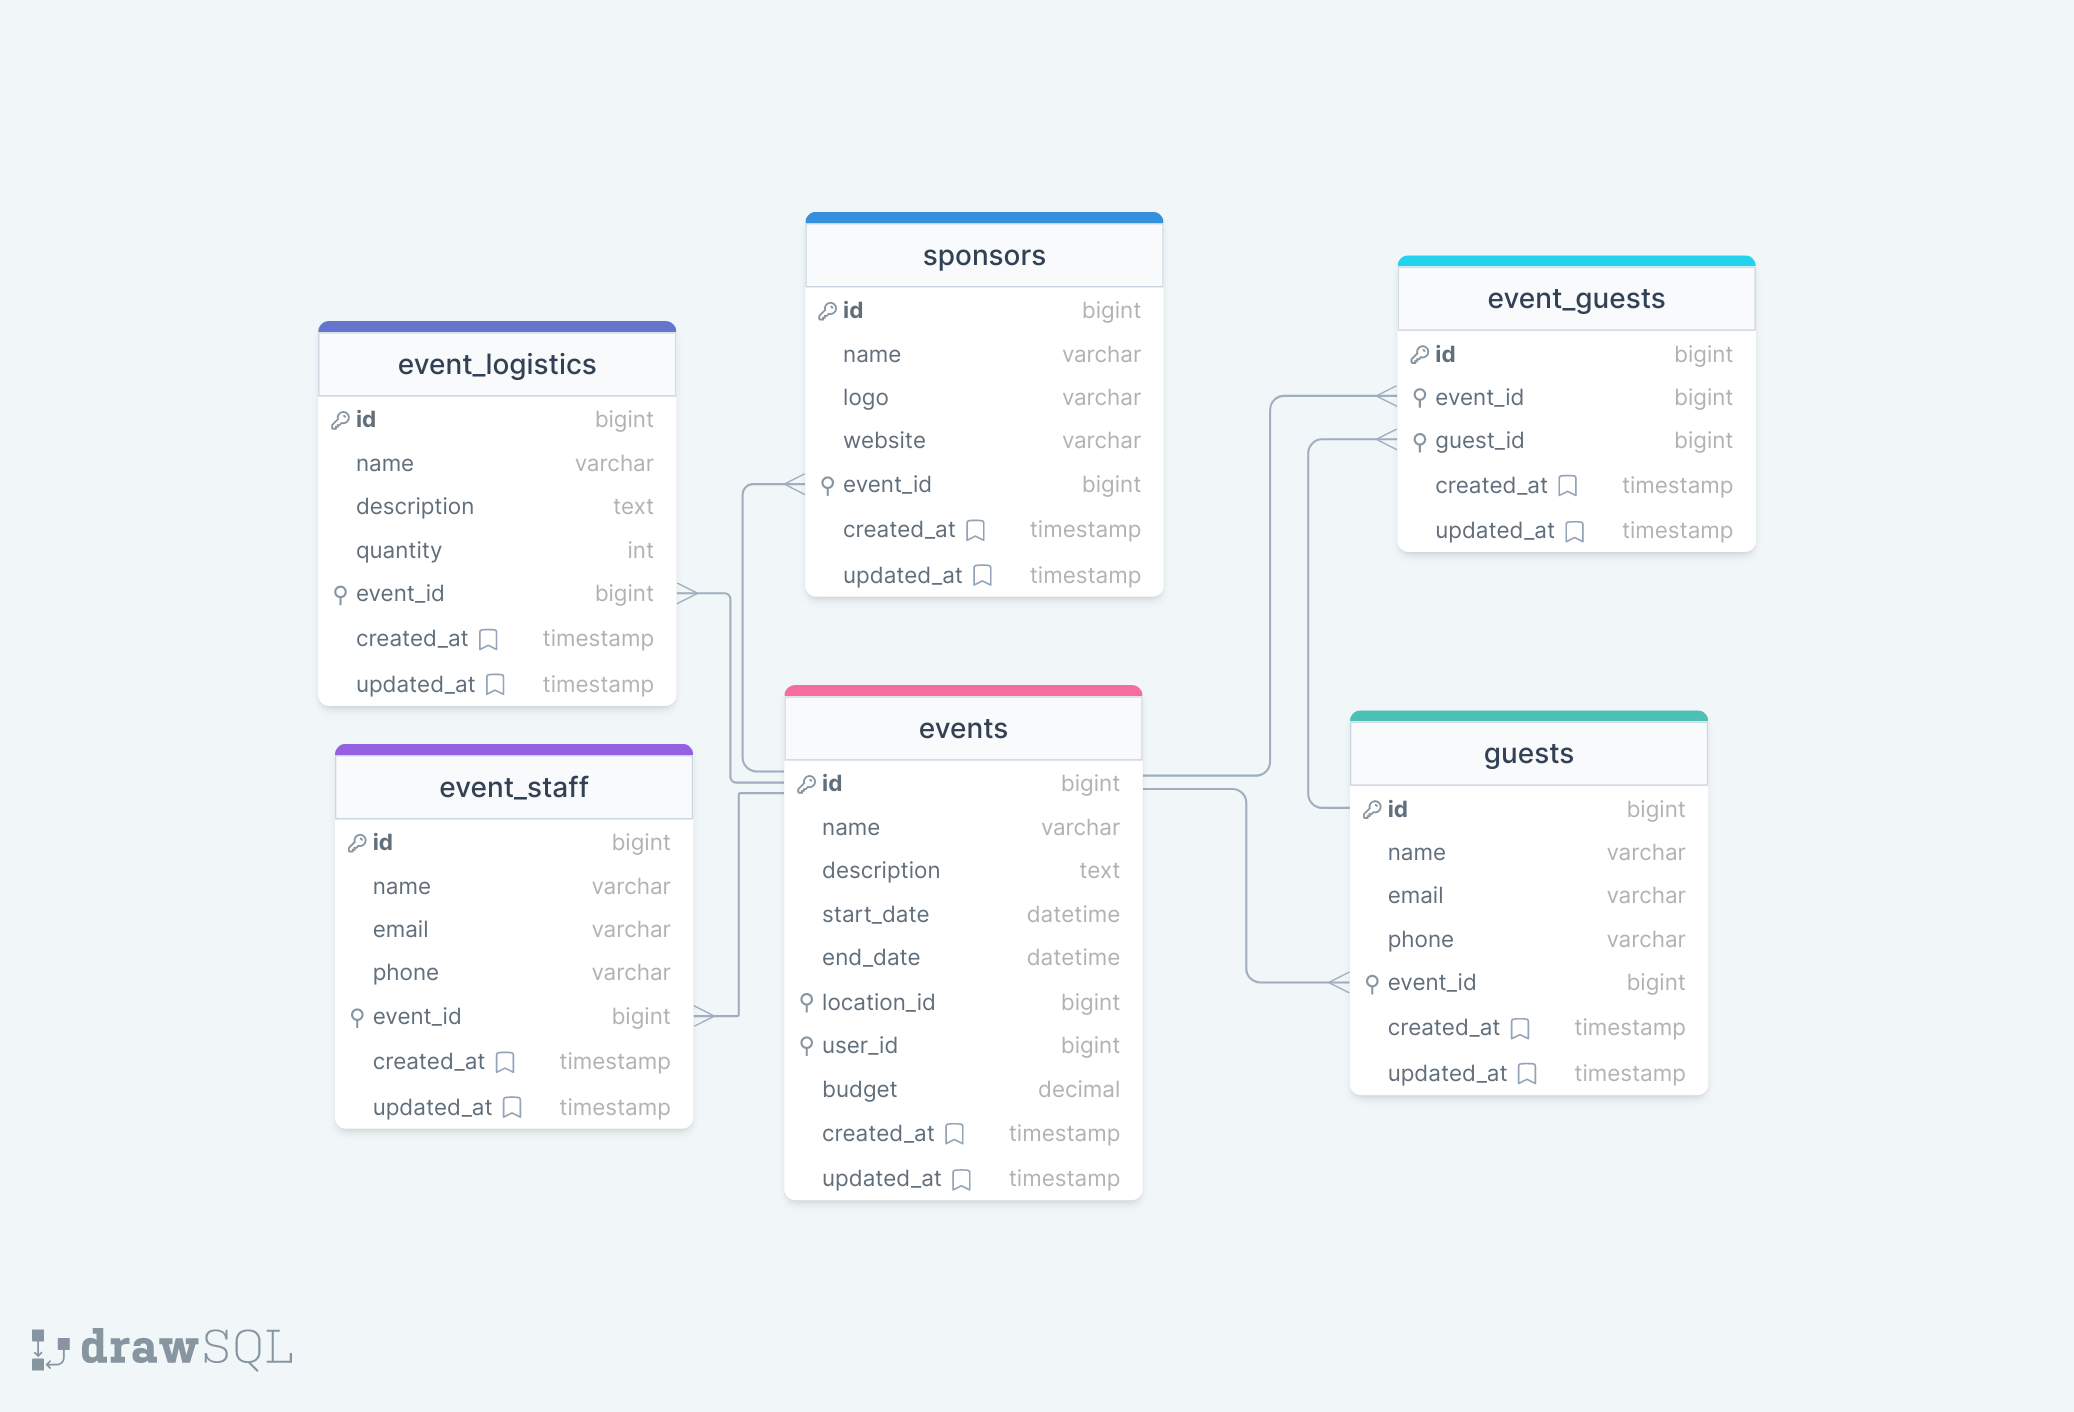 sponsors
id bigint
name varchar
logo varchar
website varchar
event_id bigint
created_at timestamp
updated_at timestamp
event_guests
id bigint
event_id bigint
guest_id bigint
created_at timestamp
updated_at timestamp
event_logistics
id bigint
name varchar
description text
quantity int
event_id bigint
created_at timestamp
updated_at timestamp
events
id bigint
name varchar
description text
start_date datetime
end_date datetime
location_id bigint
user_id bigint
budget decimal
created_at timestamp
updated_at timestamp
guests
id bigint
name varchar
email varchar
phone varchar
event_id bigint
created_at timestamp
updated_at timestamp
event_staff
id bigint
name varchar
email varchar
phone varchar
event_id bigint
created_at timestamp
updated_at timestamp
drawSQL